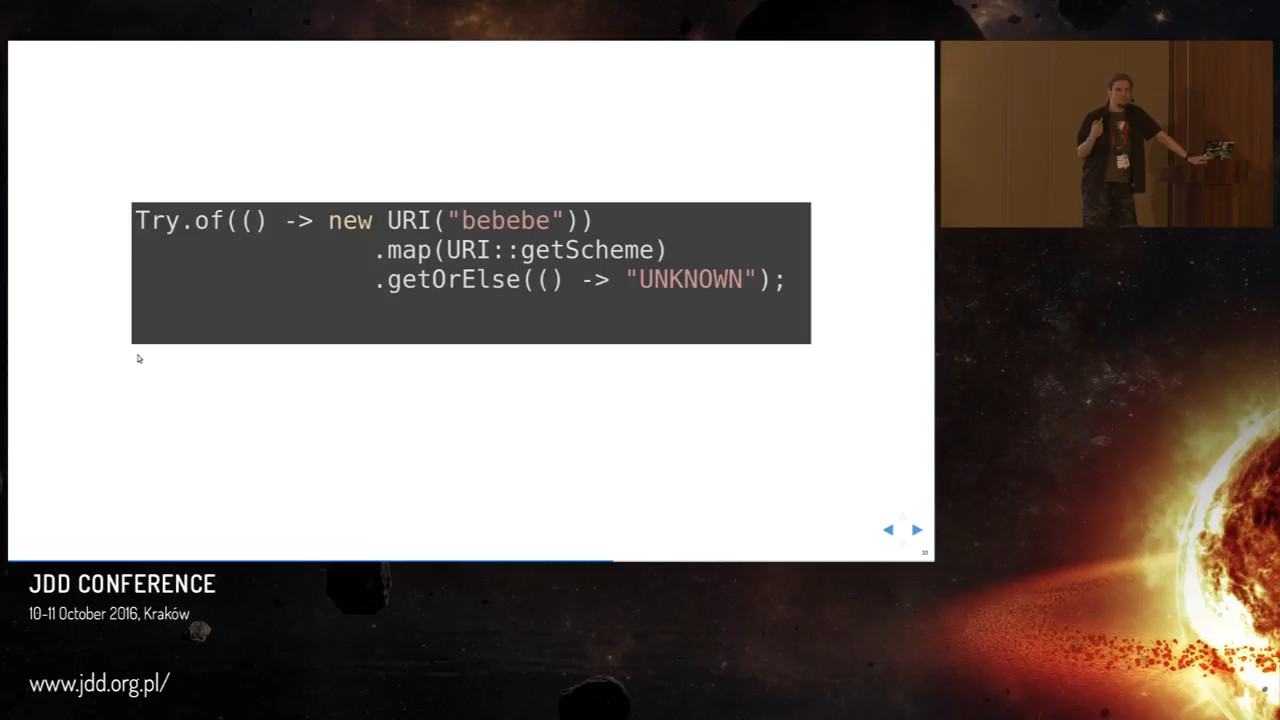 Try.of(() -> new URI("bebebe"))
.map(URI::getScheme)
.getOrElse(() -> "UNKNOWN");
33
JDD CONFERENCE
10-11 October 2016, Kraków
www.jdd.org.pl/